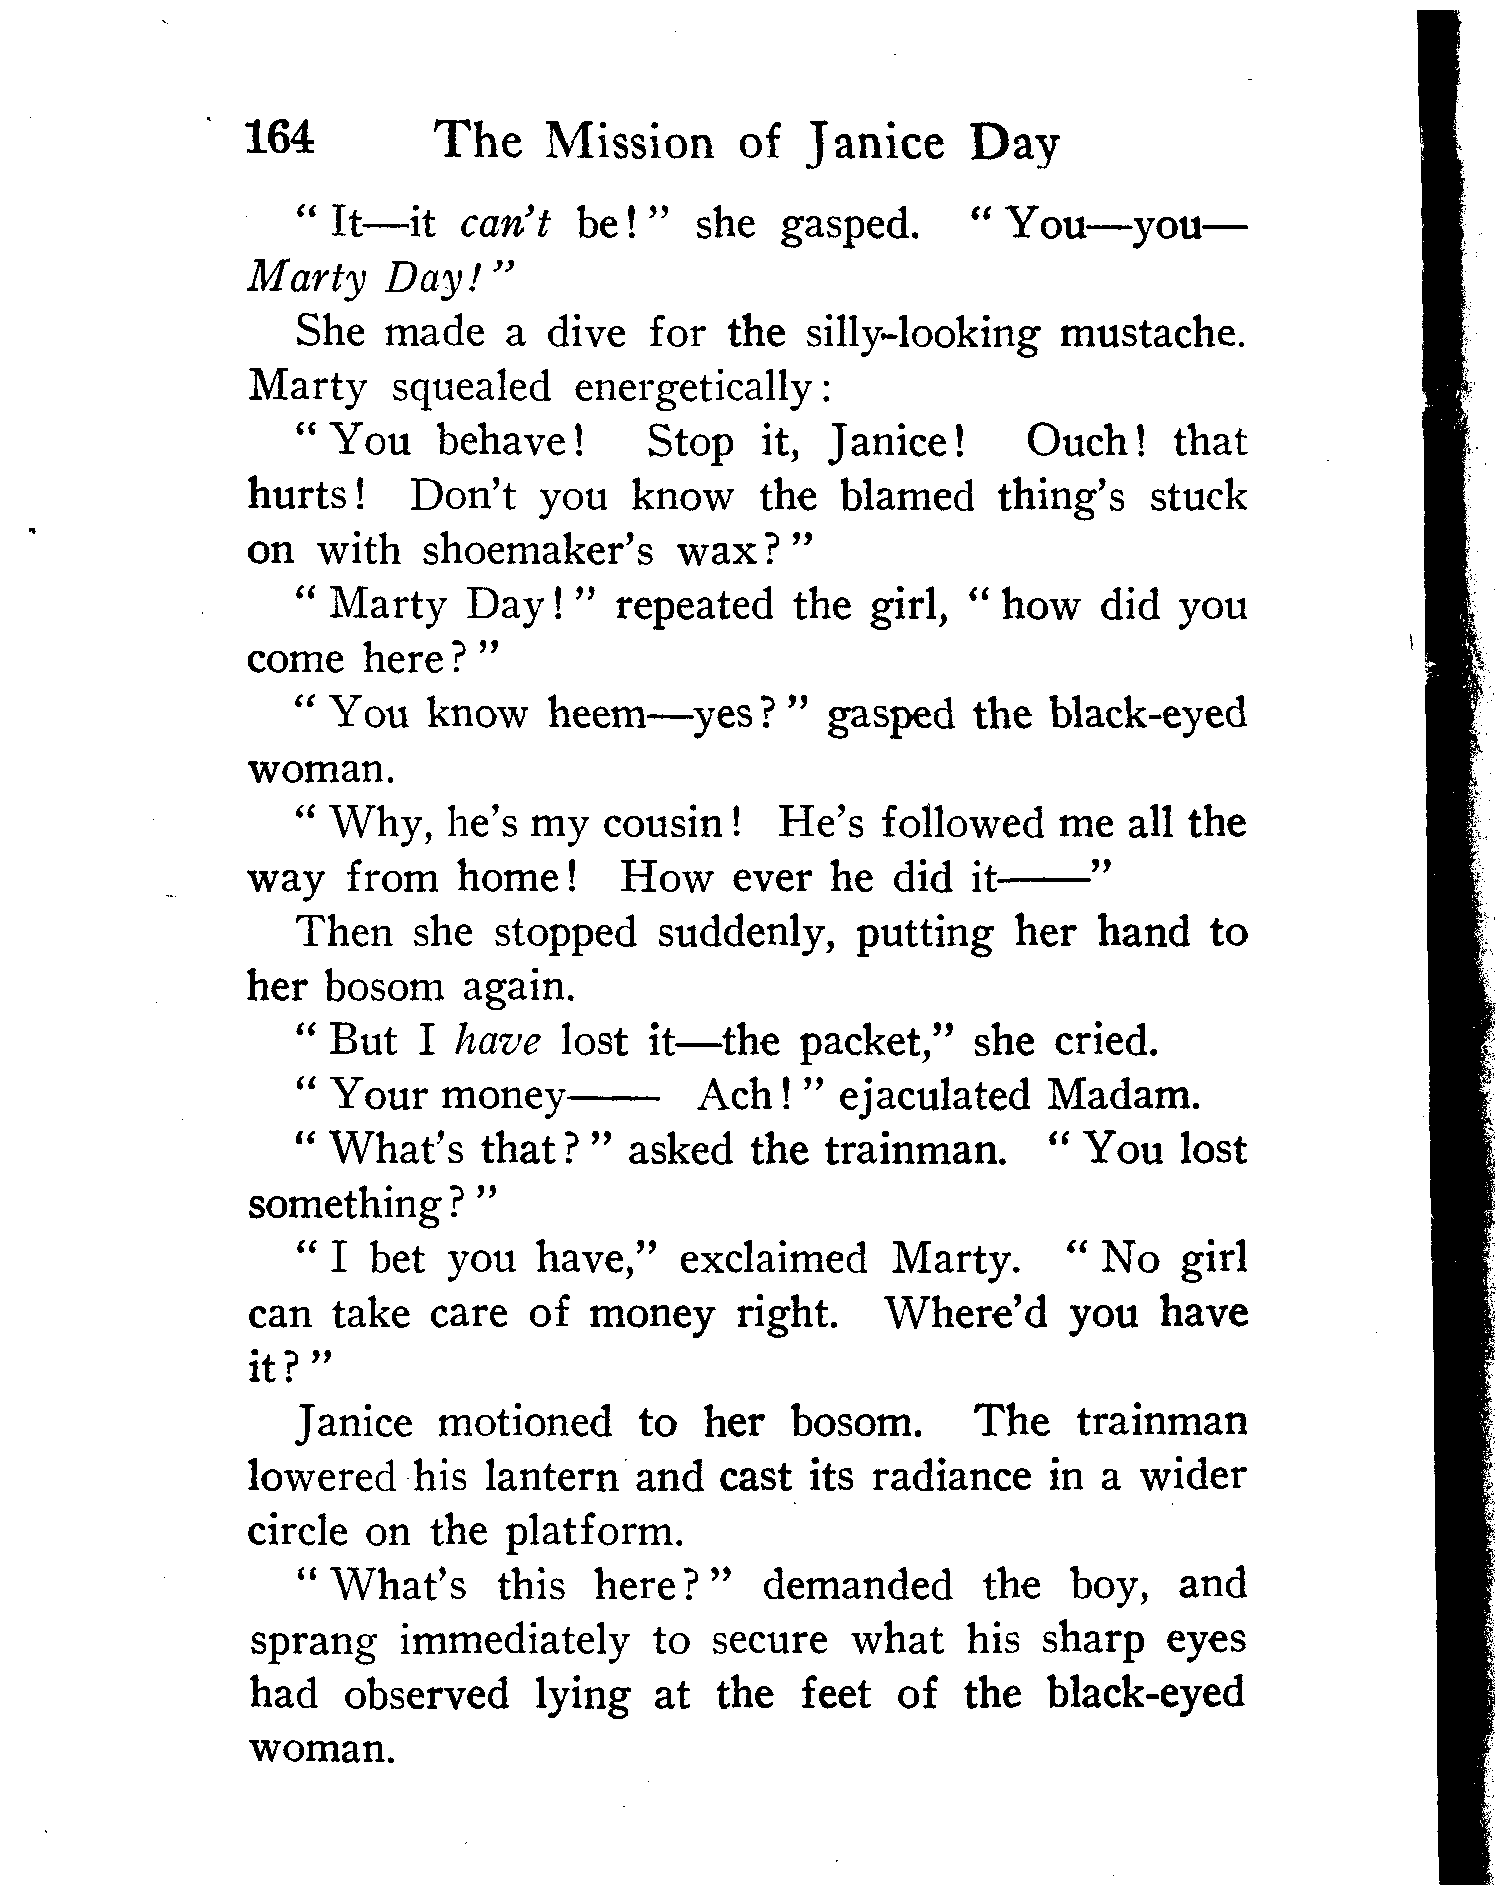 164 The Mission of Janice Day
“ It—it can’t be! ” she gasped. “ You—you—
Marty Day! ”
She made a dive for the silly-looking mustache.
Marty squealed energetically:
“ You behave! Stop it, Janice! Ouch! that
hurts! Don’t you know the blamed thing’s stuck
on with shoemaker’s wax? ”
“ Marty Day! ” repeated the girl, “ how did you
come here? ”
“ You know heem—yes? ” gasped the black-eyed
woman.
“ Why, he’s my cousin! He’s followed me all the
way from home! How ever he did it——”
Then she stopped suddenly, putting her hand to
her bosom again.
“ But I have lost it—the packet,” she cried.
“ Your money—— Ach! ” ejaculated Madam.
“ What’s that? ” asked the trainman. “ You lost
something? ”
“ I bet you have,” exclaimed Marty. “ No girl
can take care of money right. Where’d you have
it? ”
Janice motioned to her bosom. The trainman
lowered his lantern and cast its radiance in a wider
circle on the platform.
“ What’s this here? ” demanded the boy, and
sprang immediately to secure what his sharp eyes
had observed lying at the feet of the black-eyed
woman.